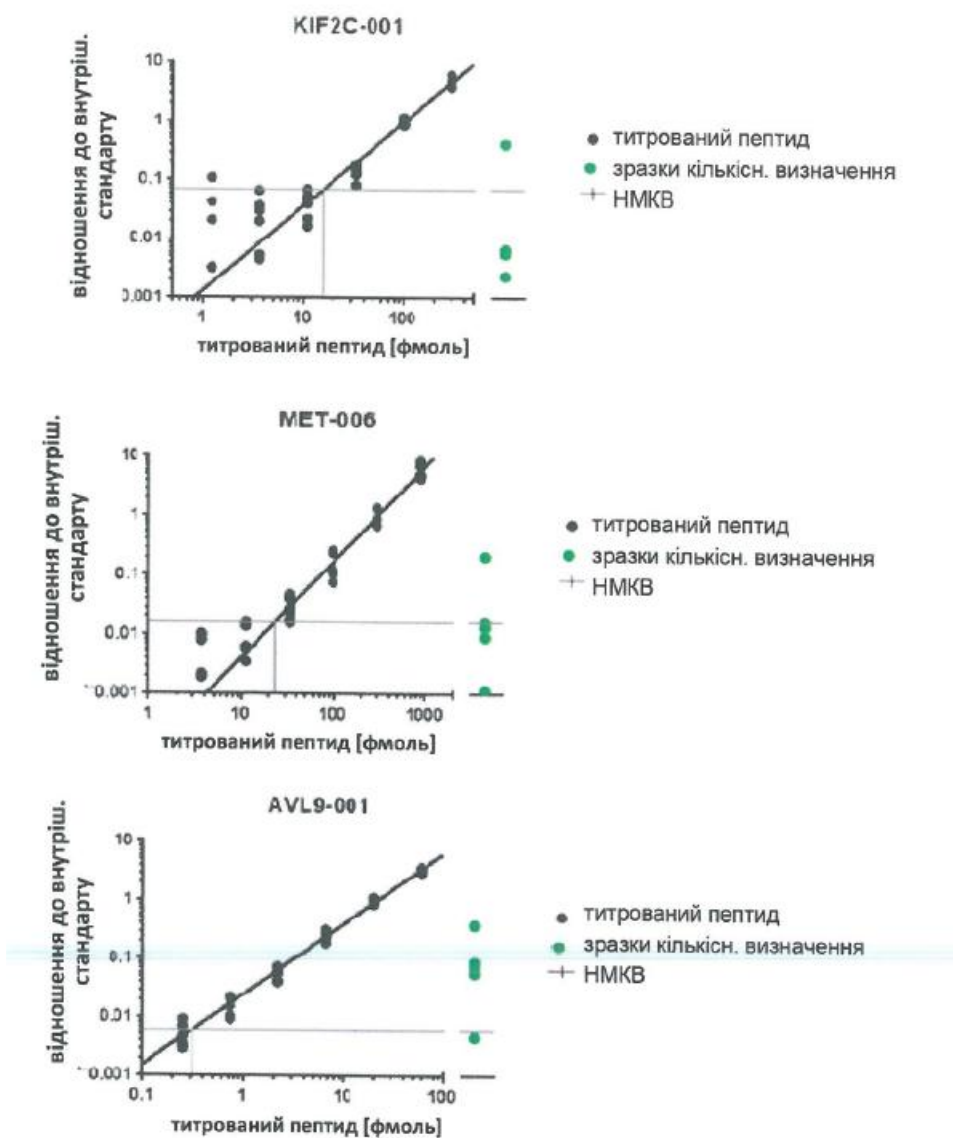 KIF2C-001
відношення до внутріш.
стандарту
10
1
0.1
0.01
0.001
1
10
100
титрований пептид [фмоль]
титрований пептид
зразки кількісн. визначення
НМКВ
MET-006
відношення до внутріш.
стандарту
10
1
0.1
0.01
0.001
1
10
100
1000
титрований пептид [фмоль]
титрований пептид
зразки кількісн. визначення
НМКВ
AVL9-001
відношення до внутріш.
стандарту
10
1
0.1
0.01
0.001
0.1
1
10
100
титрований пептид [фмоль]
титрований пептид
зразки кількісн. визначення
НМКВ